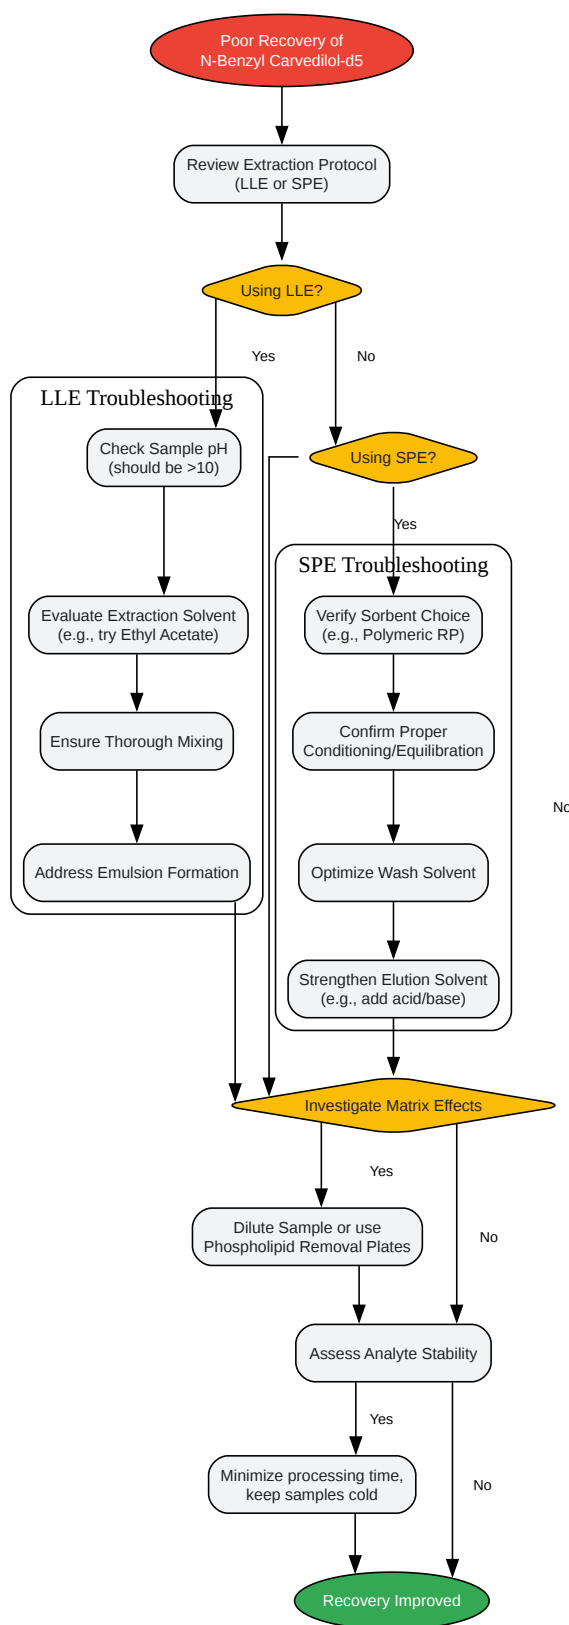 Poor Recovery of
N-Benzyl Carvedilol-d5
Review Extraction Protocol
(LLE or SPE)
Using LLE?
Yes
No
LLE Troubleshooting
Check Sample pH
(should be >10)
Using SPE?
Yes
SPE Troubleshooting
Evaluate Extraction Solvent
(e.g., try Ethyl Acetate)
Verify Sorbent Choice
(e.g., Polymeric RP)
Ensure Thorough Mixing
Confirm Proper
Conditioning/Equilibration
No
Address Emulsion Formation
Optimize Wash Solvent
Strengthen Elution Solvent
(e.g., add acid/base)
Investigate Matrix Effects
Yes
No
Dilute Sample or use
Phospholipid Removal Plates
Assess Analyte Stability
Yes
No
Minimize processing time,
keep samples cold
Recovery Improved